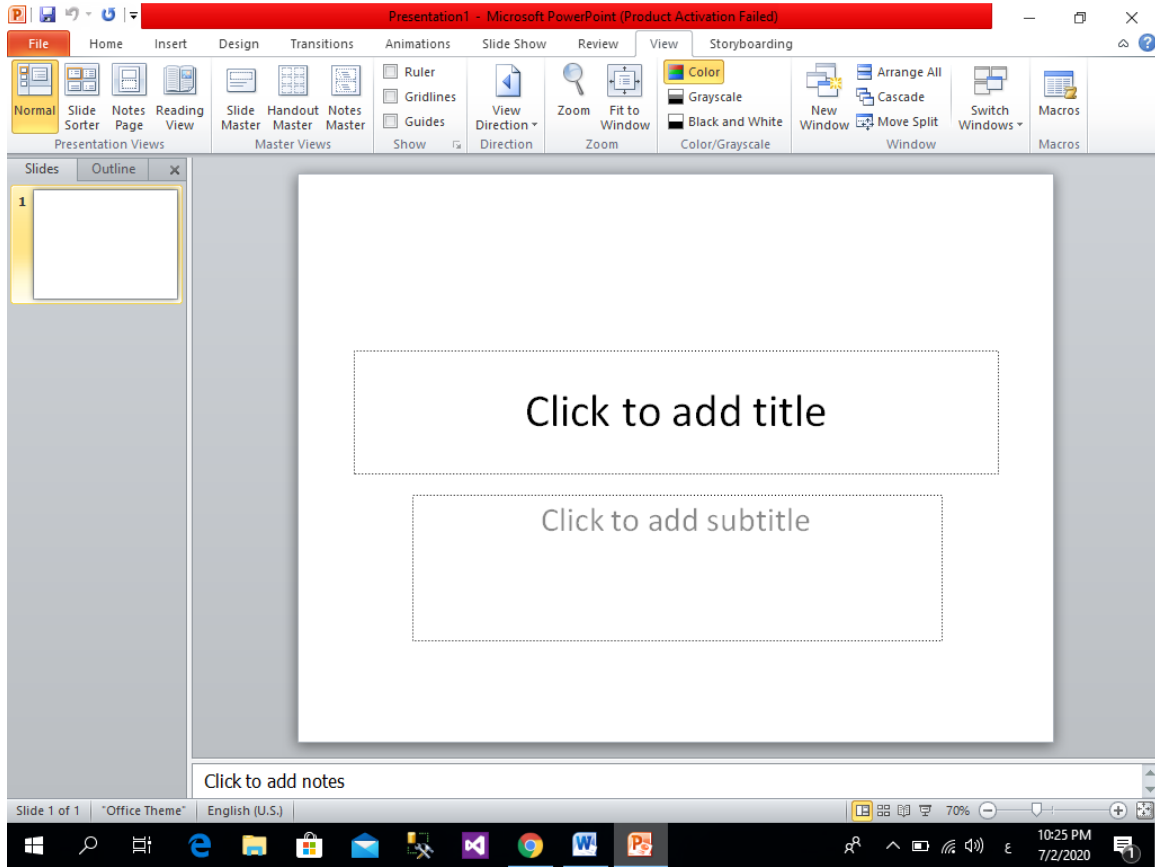 Presentation1 - Microsoft PowerPoint (Product Activation Failed)
File Home Insert Design Transitions Animations Slide Show Review View Storyboarding
Normal
Slide Sorter
Notes Page
Reading View
Presentation Views
Slide Master
Handout Master
Notes Master
Master Views
Ruler
Gridlines
Guides
Show
View Direction
Direction
Zoom
Fit to Window
Zoom
Color
Grayscale
Black and White
Color/Grayscale
New Window
Arrange All
Cascade
Move Split
Switch Windows
Window
Macros
Macros
Slides Outline
1
Click to add title
Click to add subtitle
Click to add notes
Slide 1 of 1 "Office Theme" English (U.S.) 70%
ع 10:25 PM
7/2/2020
1